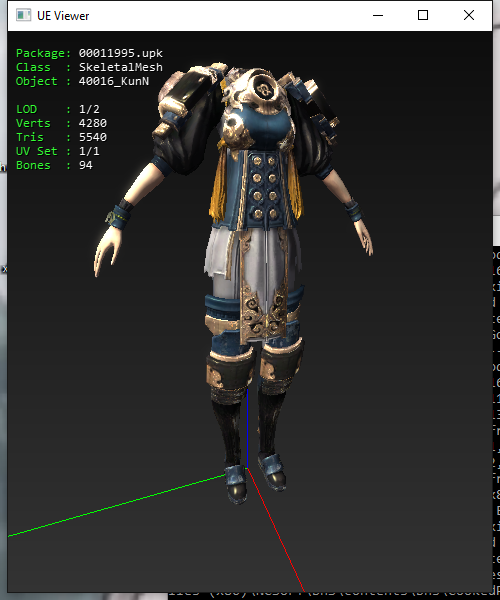 UE Viewer
Package: 00011995.upk
Class  : SkeletalMesh
Object : 40016_KunN
LOD    : 1/2
Verts  : 4280
Tris   : 5540
UV Set : 1/1
Bones  : 94